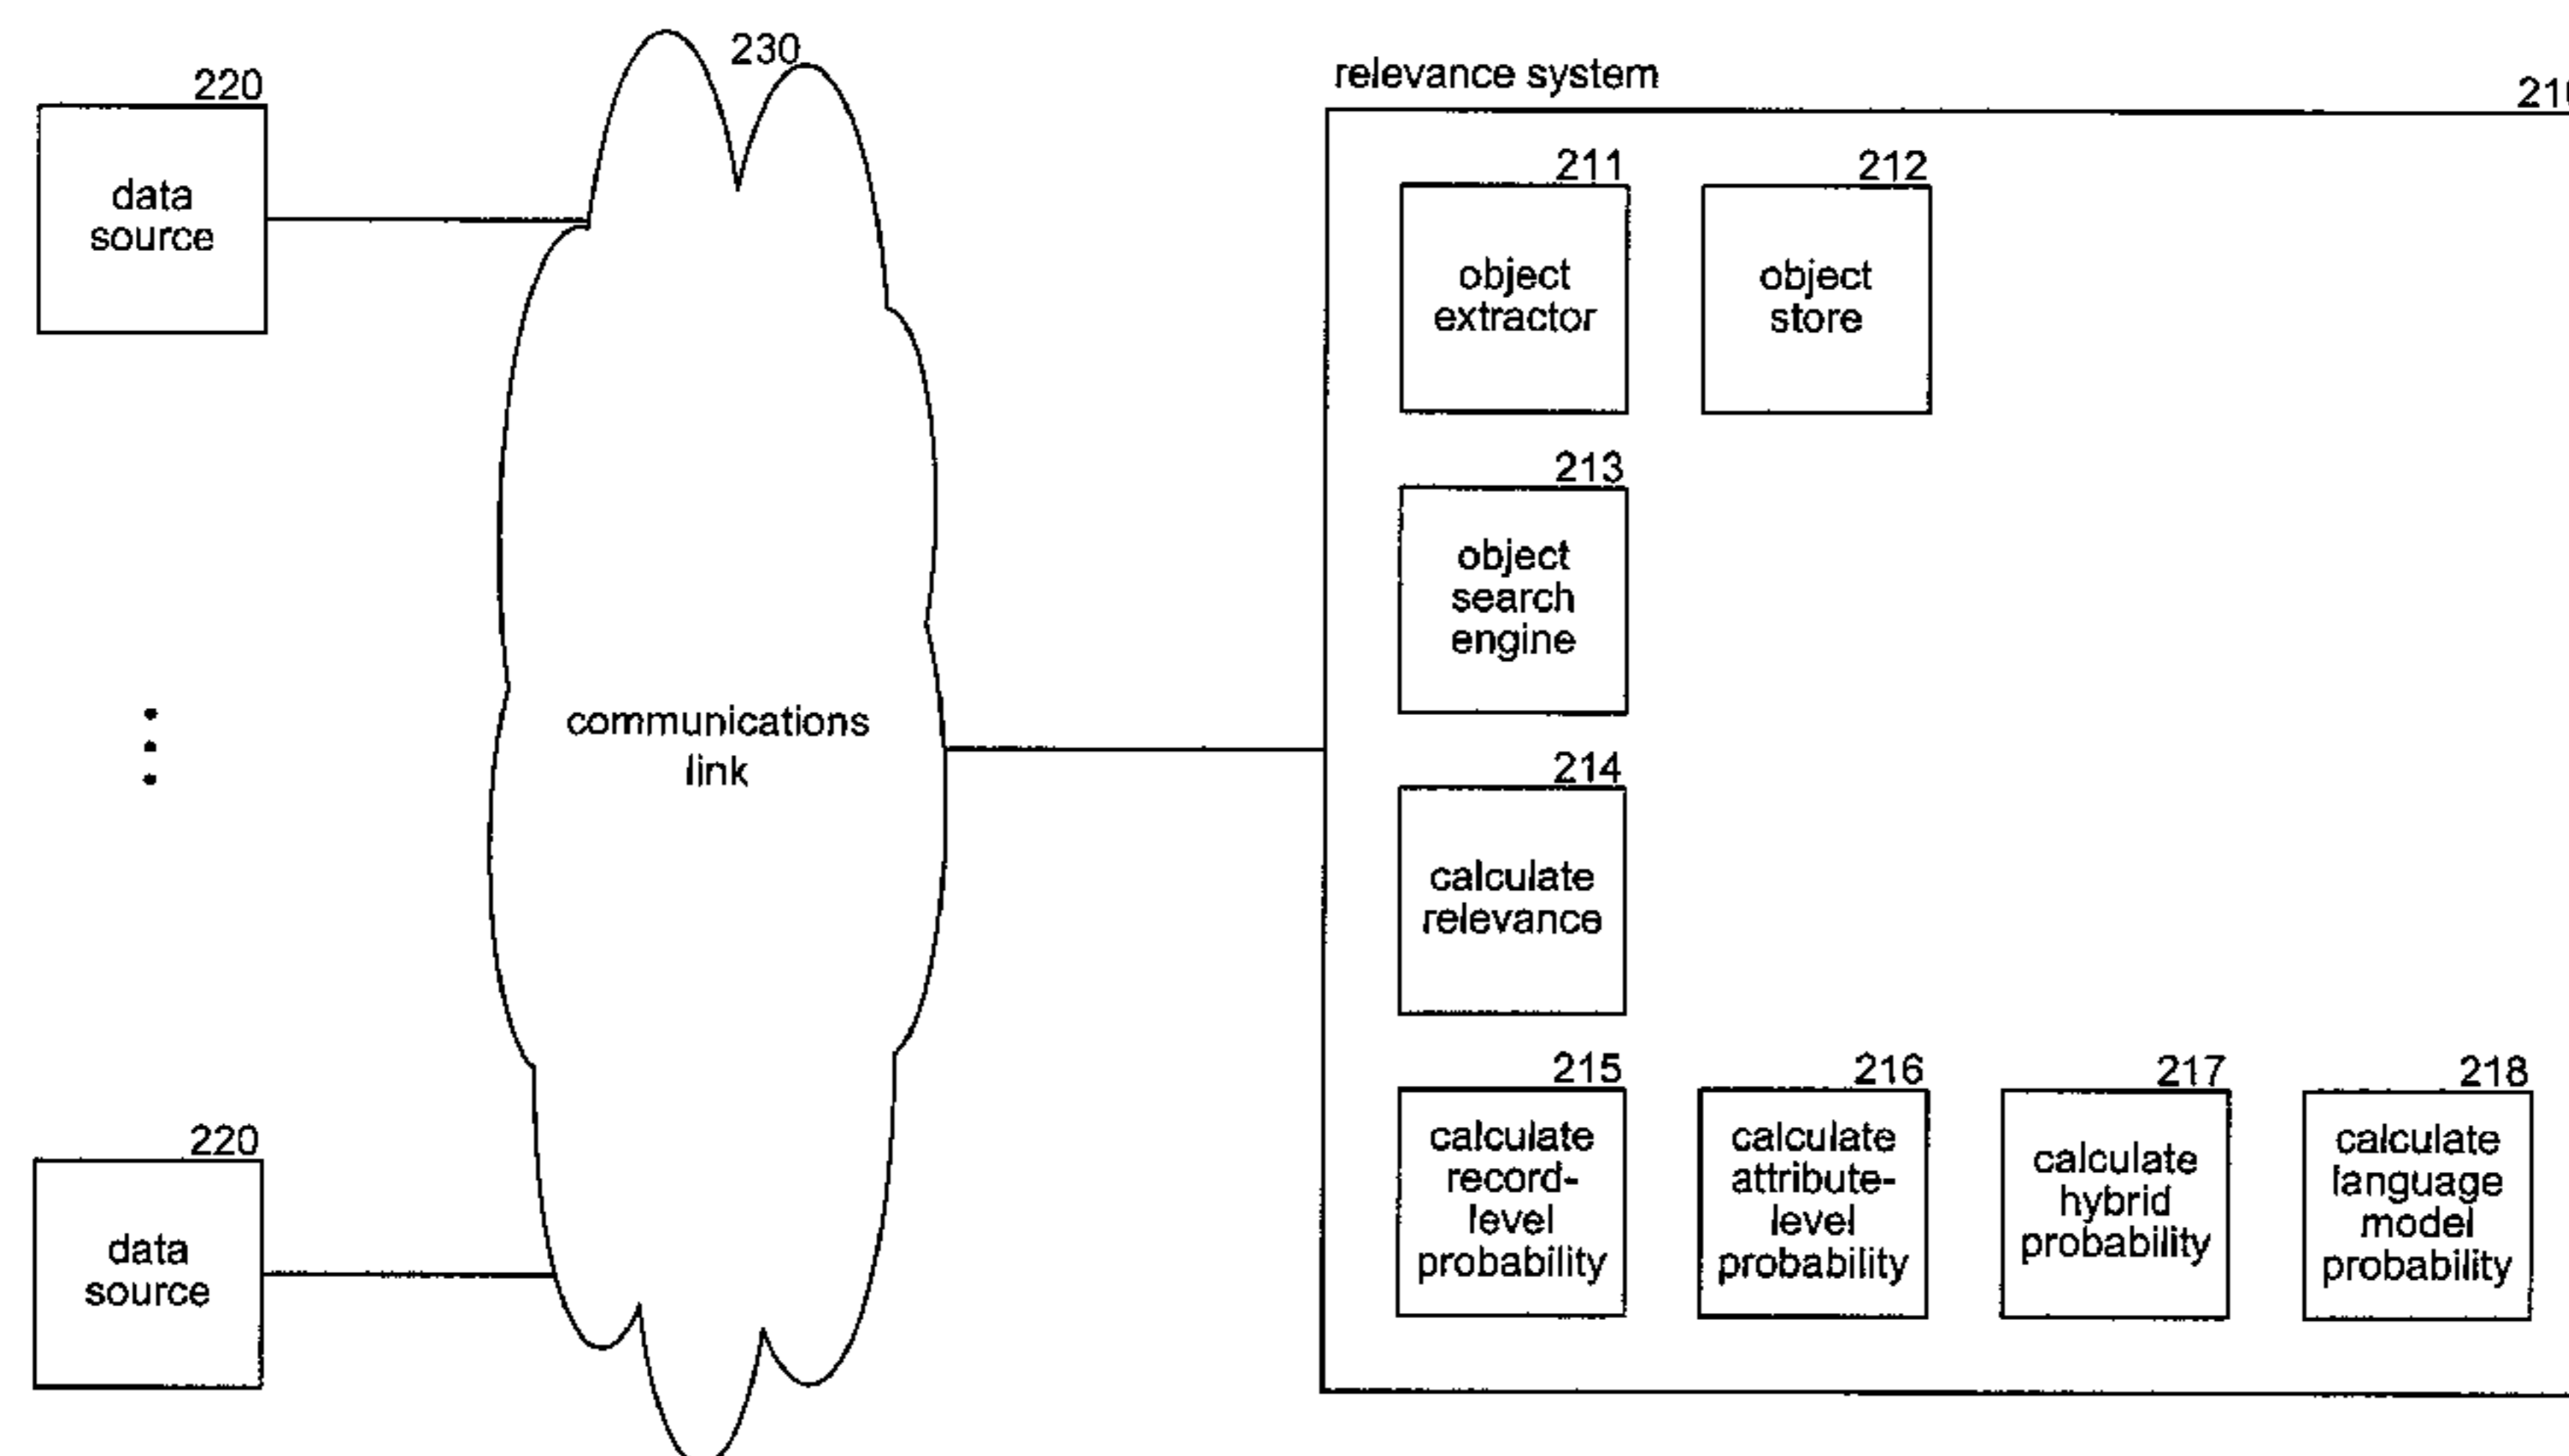 230
220
data
source
communications
link
220
data
source
relevance system
210
211
object
extractor
212
object
store
213
object
search
engine
214
calculate
relevance
215
calculate
record-
level
probability
216
calculate
attribute-
level
probability
217
calculate
hybrid
probability
218
calculate
language
model
probability